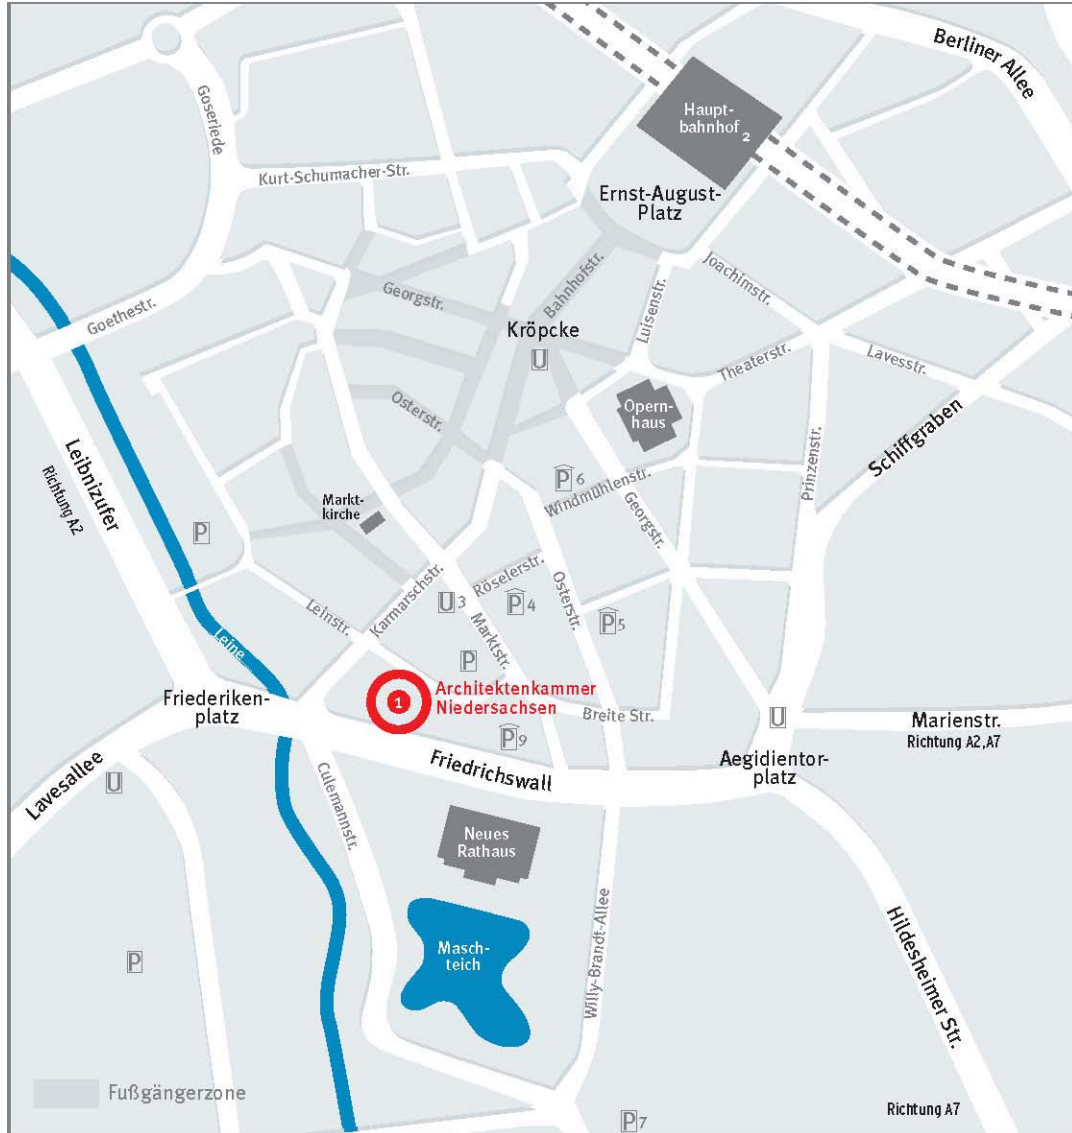 Berliner Allee
Goseriede
Haupt-
bahnhof 2
Kurt-Schumacher-Str.
Ernst-August-
Platz
Joachimstr.
Bahnhofstr.
Georgstr.
Luisenstr.
Goethestr.
Kröpcke
U
Theaterstr.
Lavesstr.
Osterstr.
Opern-
haus
Schiffgraben
Leibnizufer
Richtung A2
Prinzenstr.
P 6
Windmühlenstr.
Markt-
kirche
Georgstr.
P
Röselerstr.
Karmarschstr.
U 3
P 4
Osterstr.
P 5
Leinstr.
Marktstr.
Leine
P
Friederiken-
platz
1
Architektenkammer
Niedersachsen
Breite Str.
U
Marienstr.
Richtung A2,A7
P 9
Aegidientor-
platz
Friedrichswall
Lavesallee
U
Culemannstr.
Neues
Rathaus
Willy-Brandt-Allee
Masch-
teich
P
Hildesheimer Str.
Fußgängerzone
P 7
Richtung A7